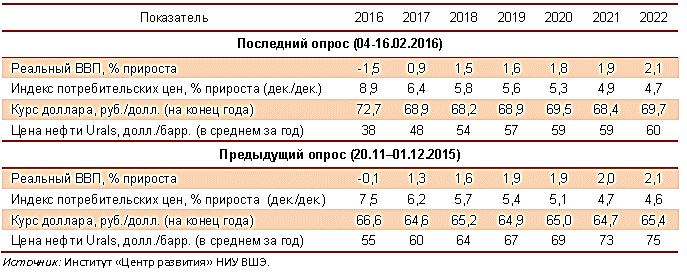 Показатель 2016 2017 2018 2019 2020 2021 2022
Последний опрос (04-16.02.2016)
Реальный ВВП, % прироста -1,5 0,9 1,5 1,6 1,8 1,9 2,1
Индекс потребительских цен, % прироста (дек./дек.) 8,9 6,4 5,8 5,6 5,3 4,9 4,7
Курс доллара, руб./долл. (на конец года) 72,7 68,9 68,2 68,9 69,5 68,4 69,7
Цена нефти Urals, долл./барр. (в среднем за год) 38 48 54 57 59 59 60
Предыдущий опрос (20.11–01.12.2015)
Реальный ВВП, % прироста -0,1 1,3 1,6 1,9 1,9 2,0 2,1
Индекс потребительских цен, % прироста (дек./дек.) 7,5 6,2 5,7 5,4 5,1 4,7 4,6
Курс доллара, руб./долл. (на конец года) 66,6 64,6 65,2 64,9 65,0 64,7 65,4
Цена нефти Urals, долл./барр. (в среднем за год) 55 60 64 67 69 73 75
Источник: Институт «Центр развития» НИУ ВШЭ.